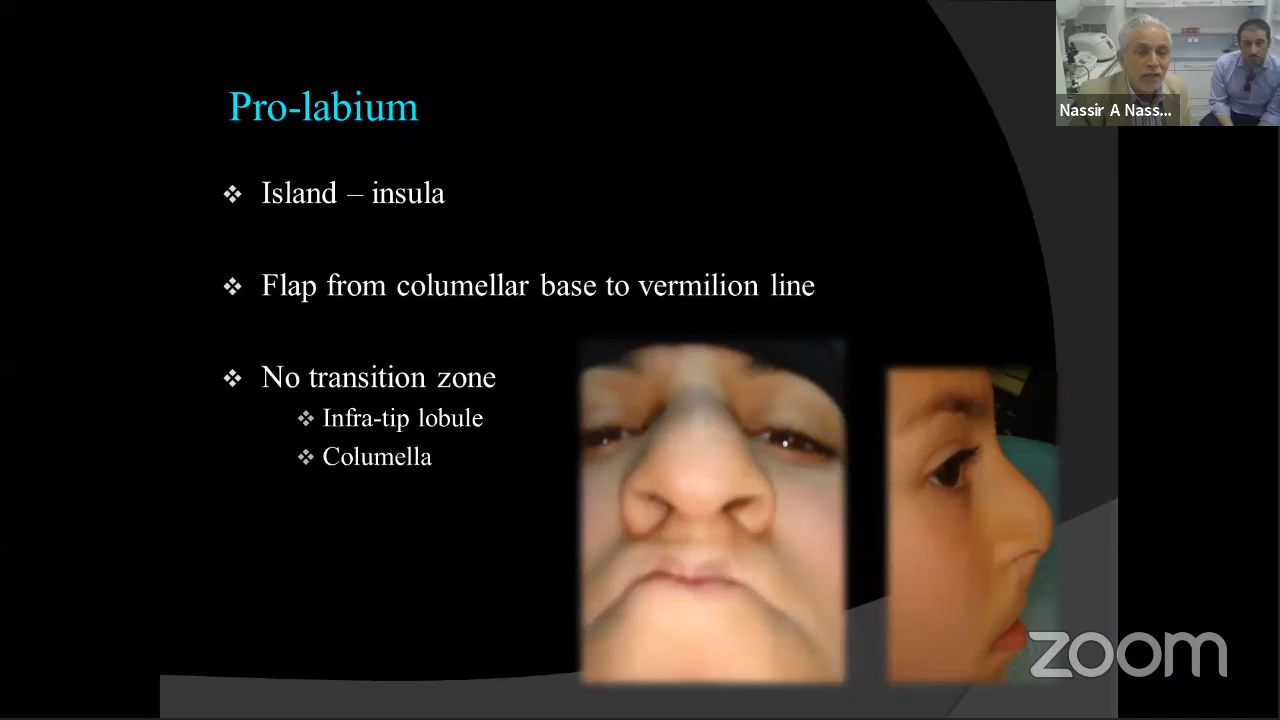 Pro-labium
Nassir A Nass...
❖ Island – insula
❖ Flap from columellar base to vermilion line
❖ No transition zone
❖ Infra-tip lobule
❖ Columella
zoom